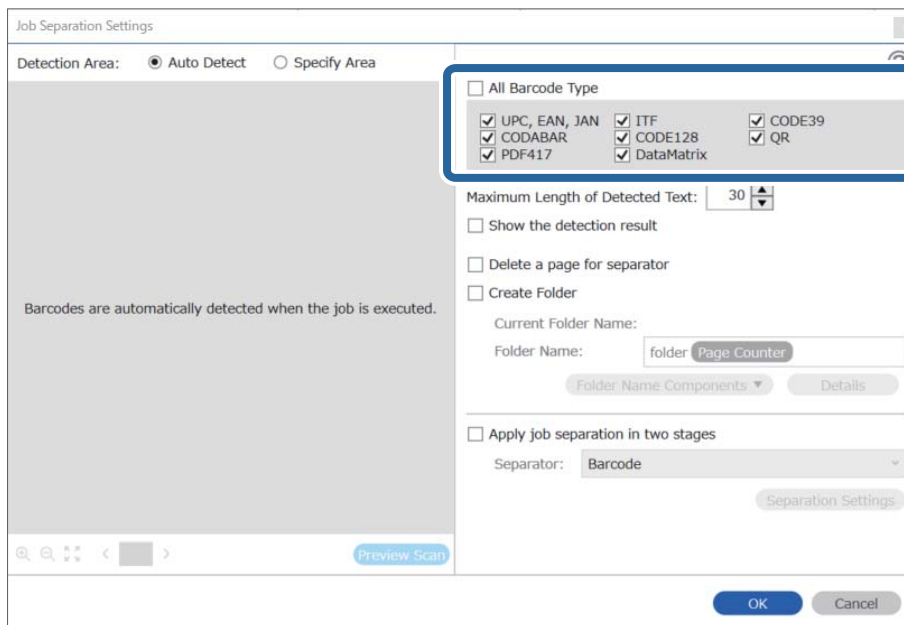 Job Separation Settings
Detection Area: Auto Detect Specify Area
All Barcode Type
UPC, EAN, JAN ITF CODE39
CODABAR CODE128 QR
PDF417 DataMatrix
Maximum Length of Detected Text: 30
Show the detection result
Delete a page for separator
Create Folder
Barcodes are automatically detected when the job is executed.
Current Folder Name:
Folder Name: folder Page Counter
Folder Name Components Details
Apply job separation in two stages
Separator: Barcode
Separation Settings
Preview Scan
OK Cancel